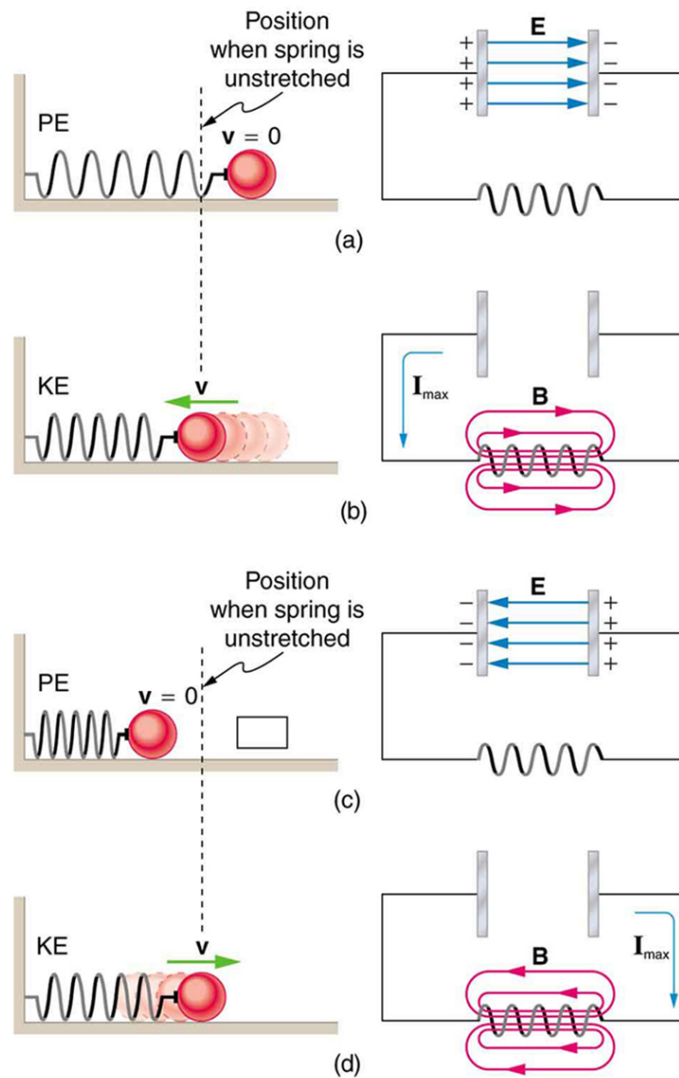 Position
when spring is
unstretched
PE
v = 0
+ E −
+ −
+ −
+ −
(a)
KE
v
I max
B
(b)
Position
when spring is
unstretched
PE
v = 0
− E +
− +
− +
− +
(c)
KE
v
I max
B
(d)